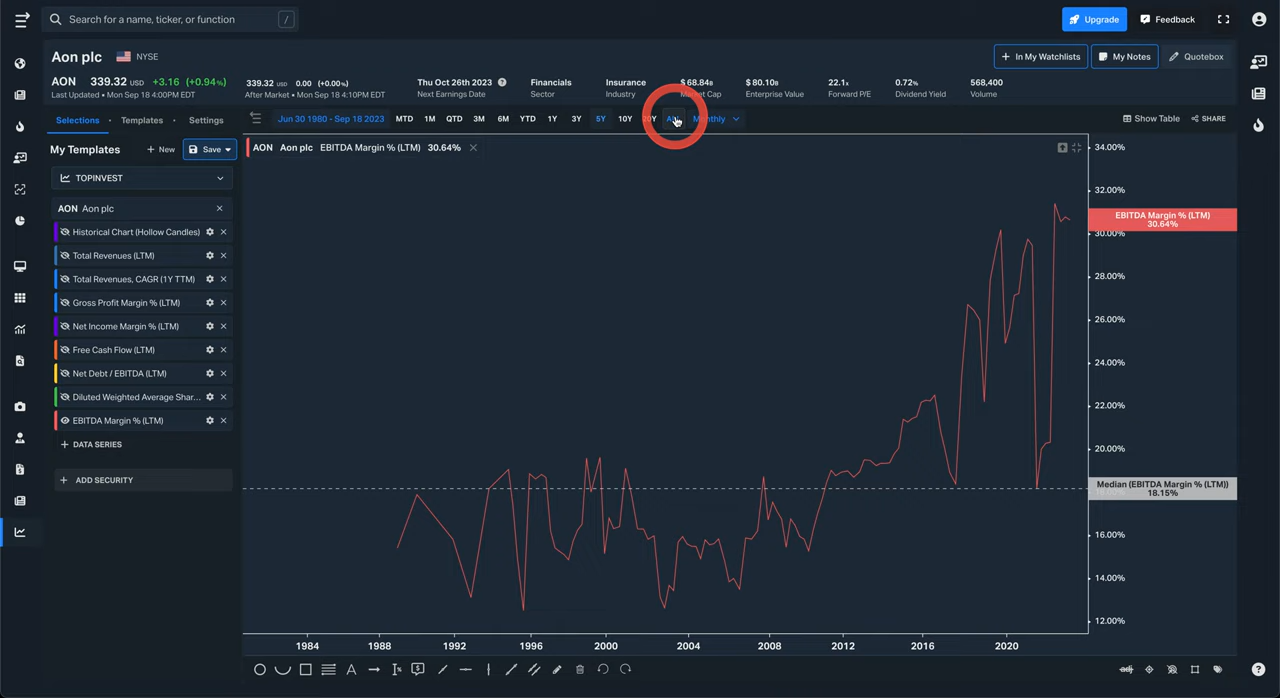 Search for a name, ticker, or function /
Upgrade
Feedback
Aon plc NYSE
In My Watchlists
My Notes
Quotebox
AON 339.32 USD +3.16 (+0.94%)
Last Updated • Mon Sep 18 4:00PM EDT
339.32 USD 0.00 (+0.00%)
After Market • Mon Sep 18 4:10PM EDT
Thu Oct 26th 2023 ?
Next Earnings Date
Financials
Sector
Insurance
Industry
$ 68.84B
Market Cap
$ 80.10B
Enterprise Value
22.1x
Forward P/E
0.72%
Dividend Yield
568,400
Volume
Selections • Templates • Settings
Jun 30 1980 - Sep 18 2023 MTD 1M QTD 3M 6M YTD 1Y 3Y 5Y 10Y 20Y Monthly
Show Table SHARE
My Templates + New Save
TOPINVEST
AON Aon plc
Historical Chart (Hollow Candles)
Total Revenues (LTM)
Total Revenues, CAGR (1Y TTM)
Gross Profit Margin % (LTM)
Net Income Margin % (LTM)
Free Cash Flow (LTM)
Net Debt / EBITDA (LTM)
Diluted Weighted Average Shar...
EBITDA Margin % (LTM)
+ DATA SERIES
+ ADD SECURITY
AON Aon plc EBITDA Margin % (LTM) 30.64%
34.00%
32.00%
EBITDA Margin % (LTM)
30.64%
30.00%
28.00%
26.00%
24.00%
22.00%
20.00%
Median (EBITDA Margin % (LTM))
18.15%
16.00%
14.00%
12.00%
1984 1988 1992 1996 2000 2004 2008 2012 2016 2020